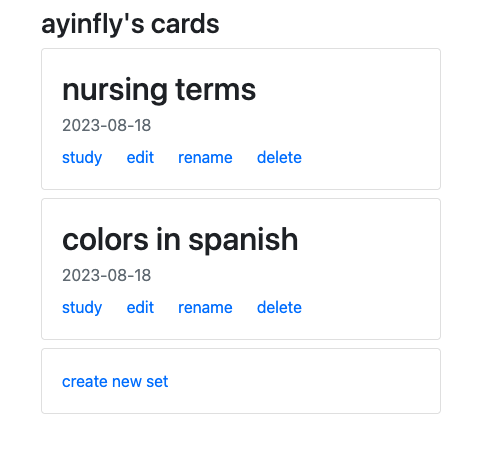 ayinfly's cards
nursing terms
2023-08-18
study edit rename delete
colors in spanish
2023-08-18
study edit rename delete
create new set